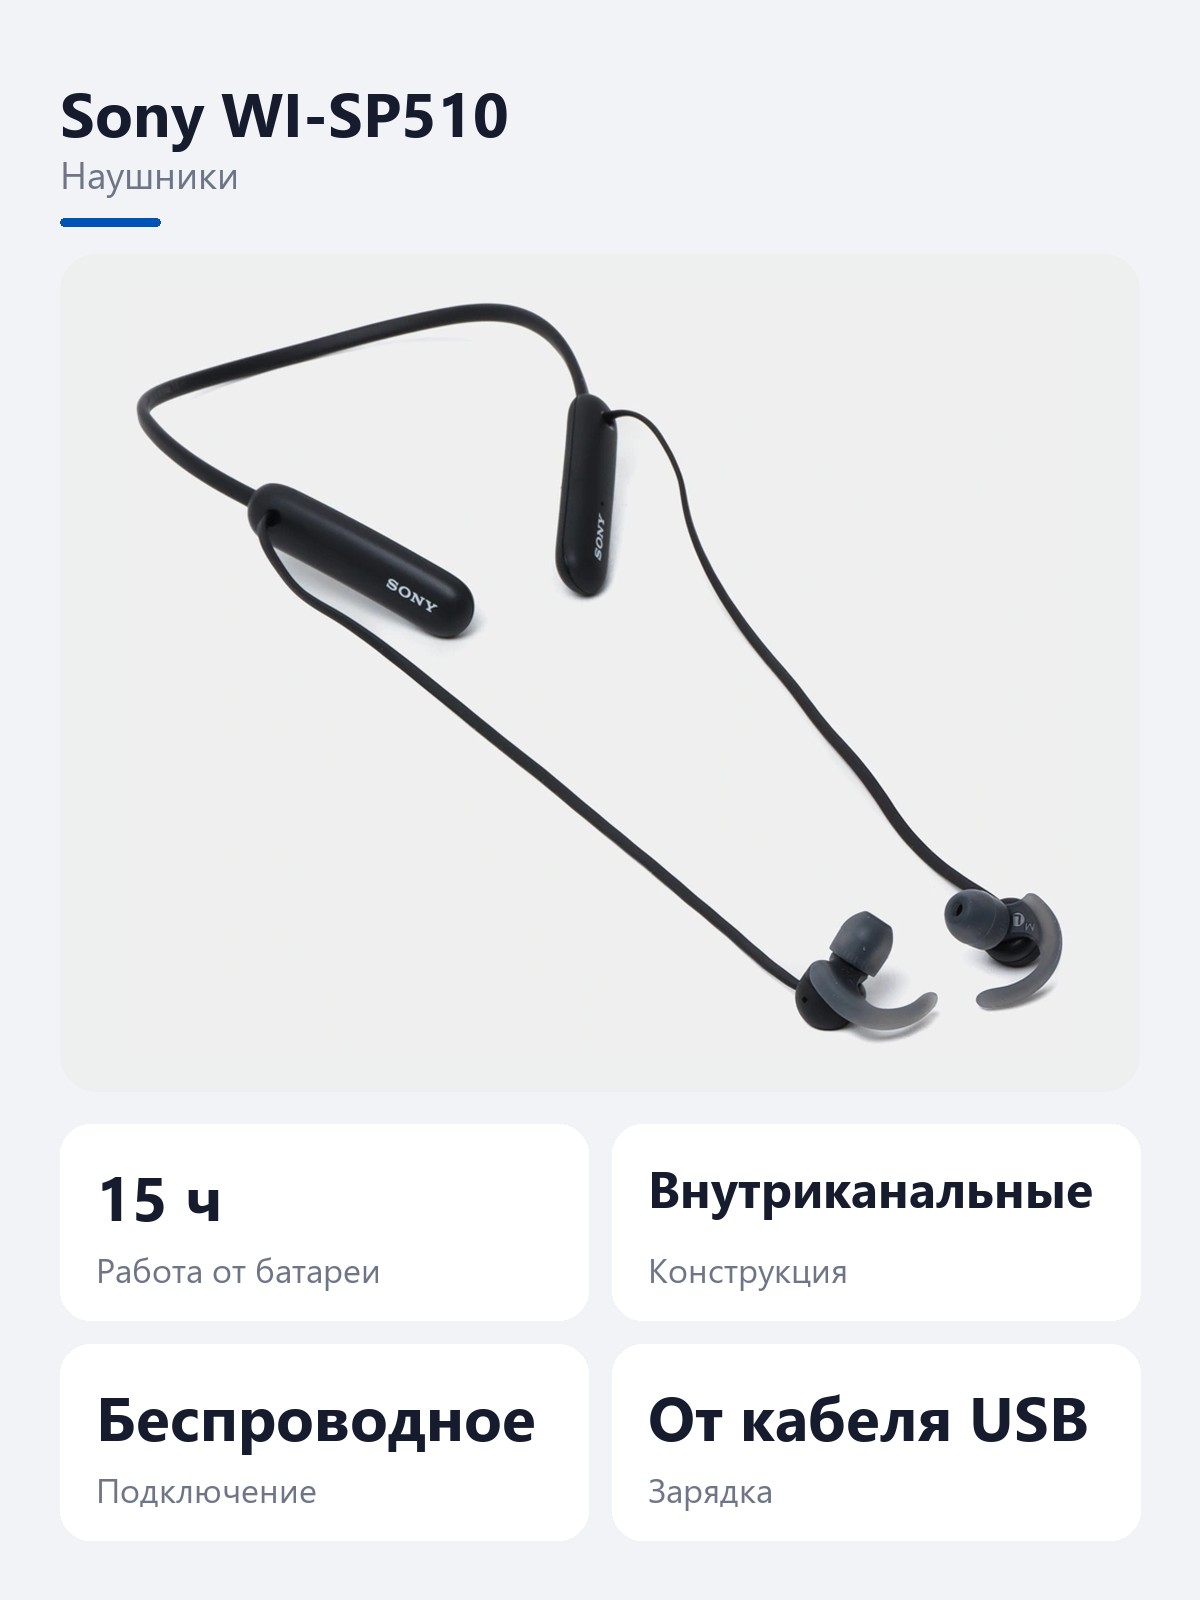 Sony WI-SP510
Наушники
SONY
SONY
15 ч
Работа от батареи
Внутриканальные
Конструкция
Беспроводное
Подключение
От кабеля USB
Зарядка